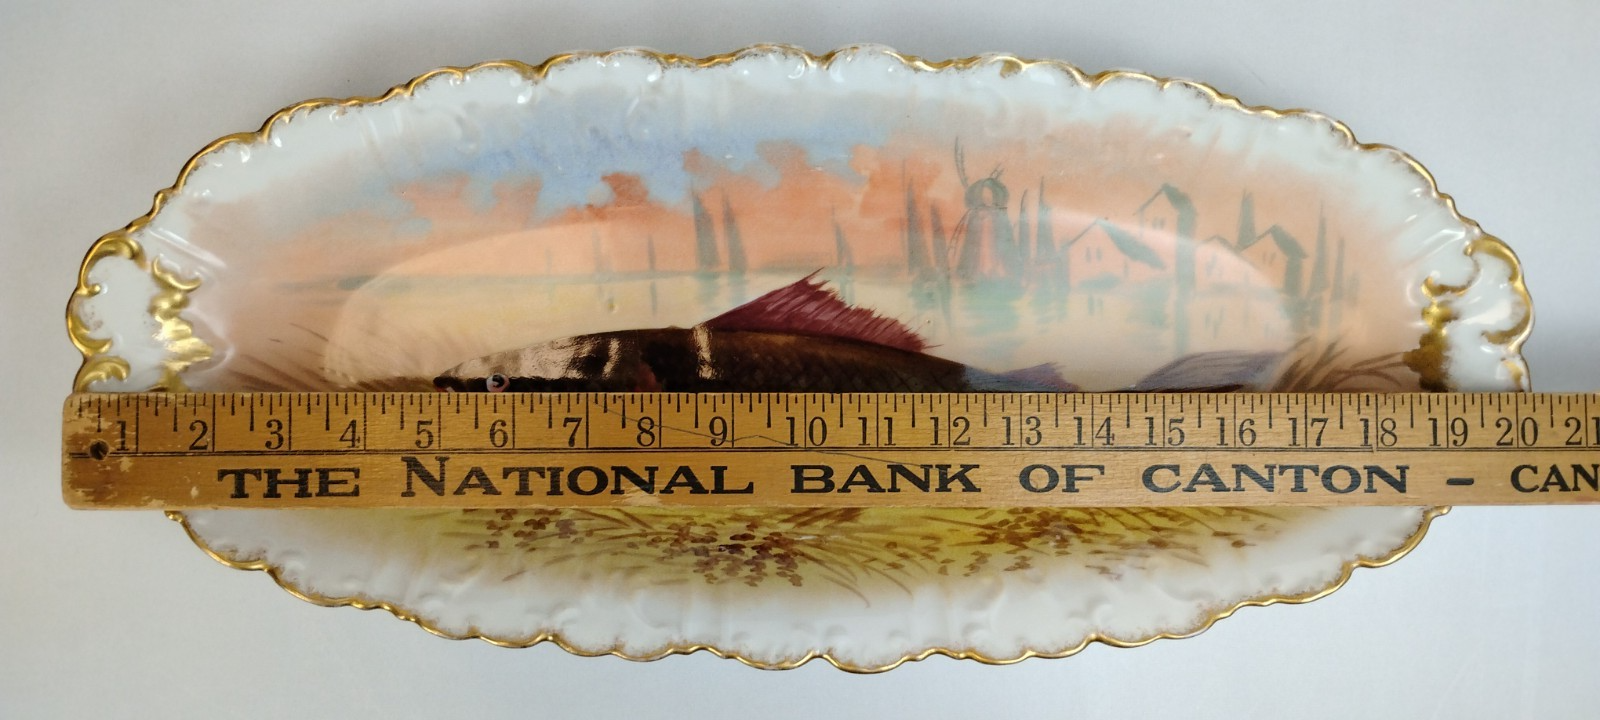 1 2 3 4 5 6 7 8 9 10 11 12 13 14 15 16 17 18 19 20 21
THE NATIONAL BANK OF CANTON - CAN